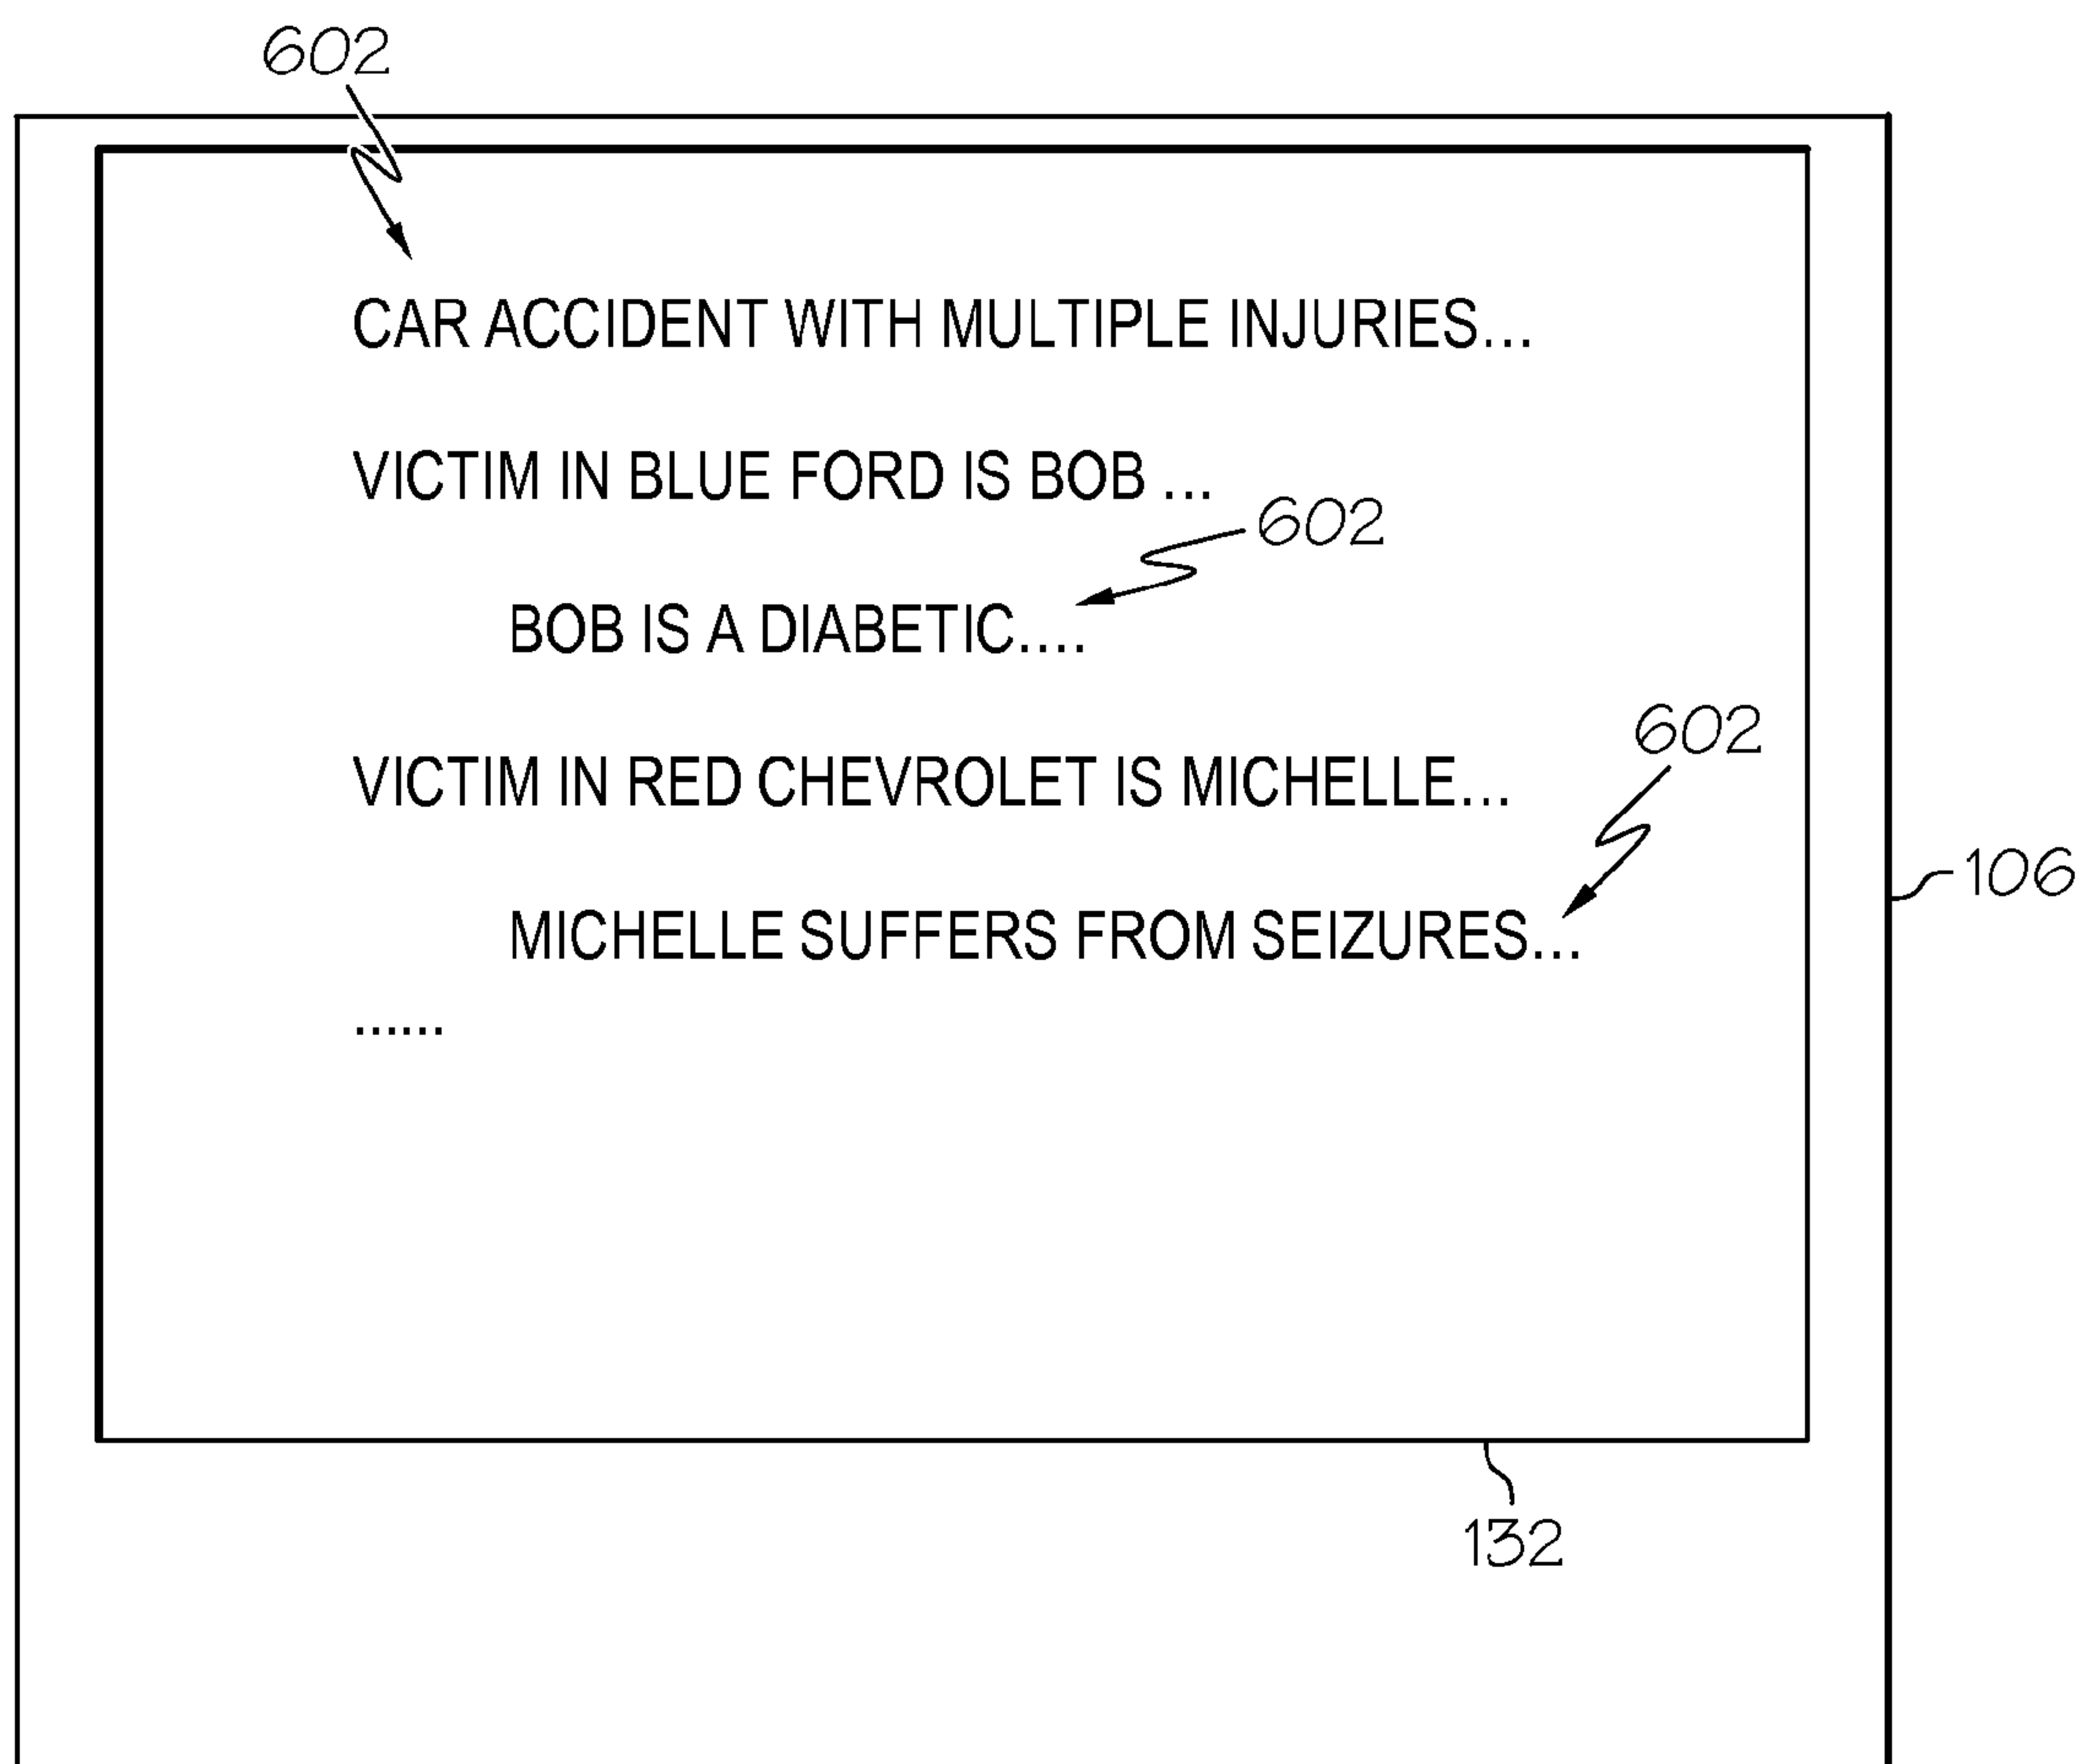 602
CAR ACCIDENT WITH MULTIPLE INJURIES...
VICTIM IN BLUE FORD IS BOB ...
602
BOB IS A DIABETIC....
602
VICTIM IN RED CHEVROLET IS MICHELLE...
106
MICHELLE SUFFERS FROM SEIZURES...
......
132